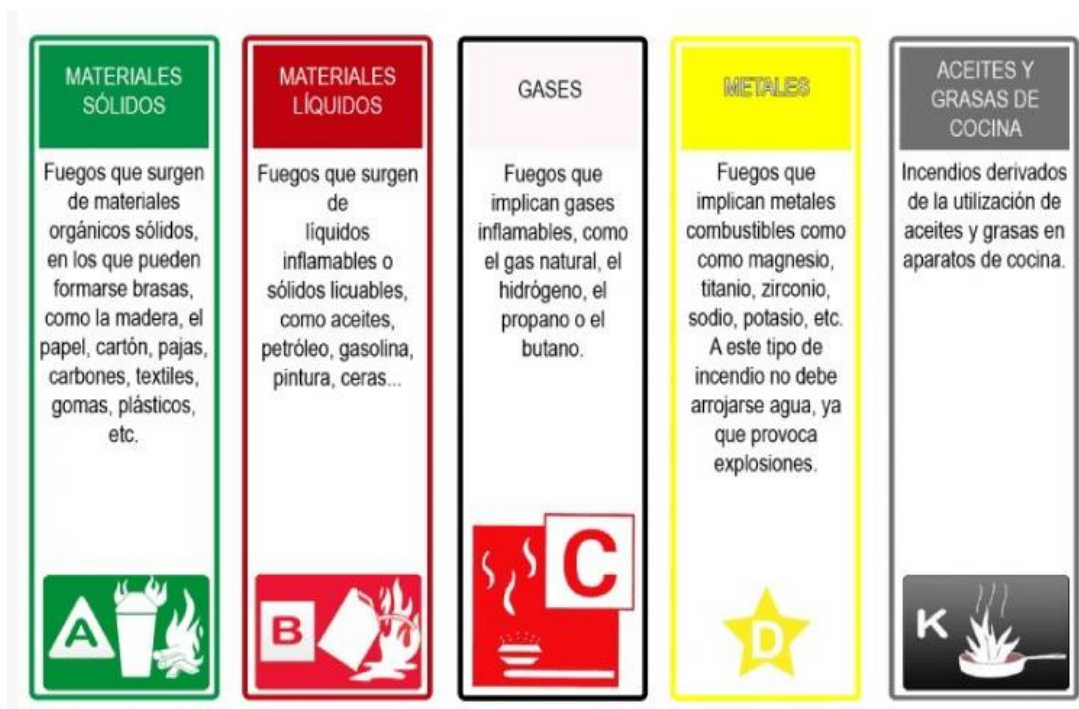 MATERIALES
SÓLIDOS
Fuegos que surgen
de materiales
orgánicos sólidos,
en los que pueden
formarse brasas,
como la madera, el
papel, cartón, pajas,
carbones, textiles,
gomas, plásticos,
etc.
A
MATERIALES
LÍQUIDOS
Fuegos que surgen
de
líquidos
inflamables o
sólidos licuables,
como aceites,
petróleo, gasolina,
pintura, ceras...
B
GASES
Fuegos que
implican gases
inflamables, como
el gas natural, el
hidrógeno, el
propano o el
butano.
C
METALES
Fuegos que
implican metales
combustibles como
como magnesio,
titanio, zirconio,
sodio, potasio, etc.
A este tipo de
incendio no debe
arrojarse agua, ya
que provoca
explosiones.
D
ACEITES Y
GRASAS DE
COCINA
Incendios derivados
de la utilización de
aceites y grasas en
aparatos de cocina.
K